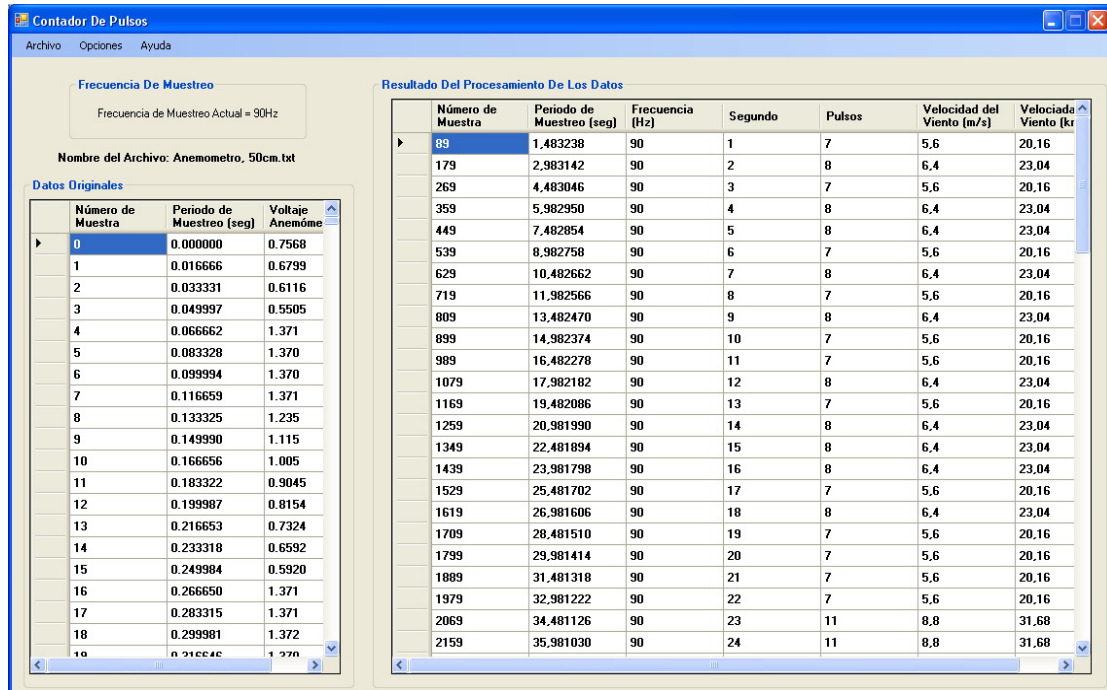 Contador De Pulsos
Archivo Opciones Ayuda
Frecuencia De Muestreo
Frecuencia de Muestreo Actual = 90Hz
Nombre del Archivo: Anemometro, 50cm.txt
Datos Originales
Número de Muestra Periodo de Muestreo (seg) Voltaje Anemóme
0 0.000000 0.7568
1 0.016666 0.6799
2 0.033331 0.6116
3 0.049997 0.5505
4 0.066662 1.371
5 0.083328 1.370
6 0.099994 1.370
7 0.116659 1.371
8 0.133325 1.235
9 0.149990 1.115
10 0.166656 1.005
11 0.183322 0.9045
12 0.199987 0.8154
13 0.216653 0.7324
14 0.233318 0.6592
15 0.249984 0.5920
16 0.266650 1.371
17 0.283315 1.371
18 0.299981 1.372
19 0.316646 1.370
Resultado Del Procesamiento De Los Datos
Número de Muestra Periodo de Muestreo (seg) Frecuencia (Hz) Segundo Pulsos Velocidad del Viento (m/s) Velociada Viento (kr
89 1,483238 90 1 7 5,6 20,16
179 2,983142 90 2 8 6,4 23,04
269 4,483046 90 3 7 5,6 20,16
359 5,982950 90 4 8 6,4 23,04
449 7,482854 90 5 8 6,4 23,04
539 8,982758 90 6 7 5,6 20,16
629 10,482662 90 7 8 6,4 23,04
719 11,982566 90 8 7 5,6 20,16
809 13,482470 90 9 8 6,4 23,04
899 14,982374 90 10 7 5,6 20,16
989 16,482278 90 11 7 5,6 20,16
1079 17,982182 90 12 8 6,4 23,04
1169 19,482086 90 13 7 5,6 20,16
1259 20,981990 90 14 8 6,4 23,04
1349 22,481894 90 15 8 6,4 23,04
1439 23,981798 90 16 8 6,4 23,04
1529 25,481702 90 17 7 5,6 20,16
1619 26,981606 90 18 8 6,4 23,04
1709 28,481510 90 19 7 5,6 20,16
1799 29,981414 90 20 7 5,6 20,16
1889 31,481318 90 21 7 5,6 20,16
1979 32,981222 90 22 7 5,6 20,16
2069 34,481126 90 23 11 8,8 31,68
2159 35,981030 90 24 11 8,8 31,68